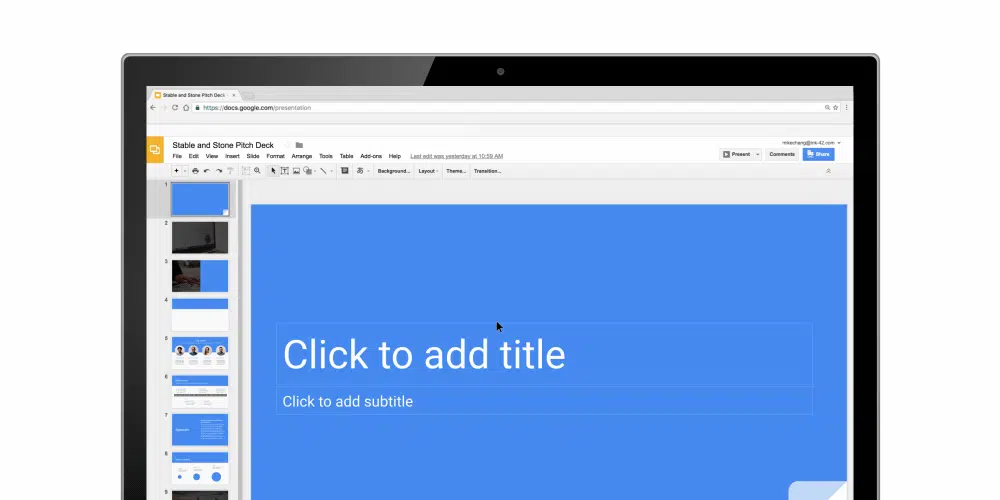 Stable and Stone Pitch Deck
https://docs.google.com/presentation
Stable and Stone Pitch Deck
mikechang@ink-42.com
File Edit View Insert Slide Format Arrange Tools Table Add-ons Help Last edit was yesterday at 10:59 AM
Present Comments Share
Background... Layout Theme... Transition...
1
2
3
4
5
6
7
8
9
Click to add title
Click to add subtitle